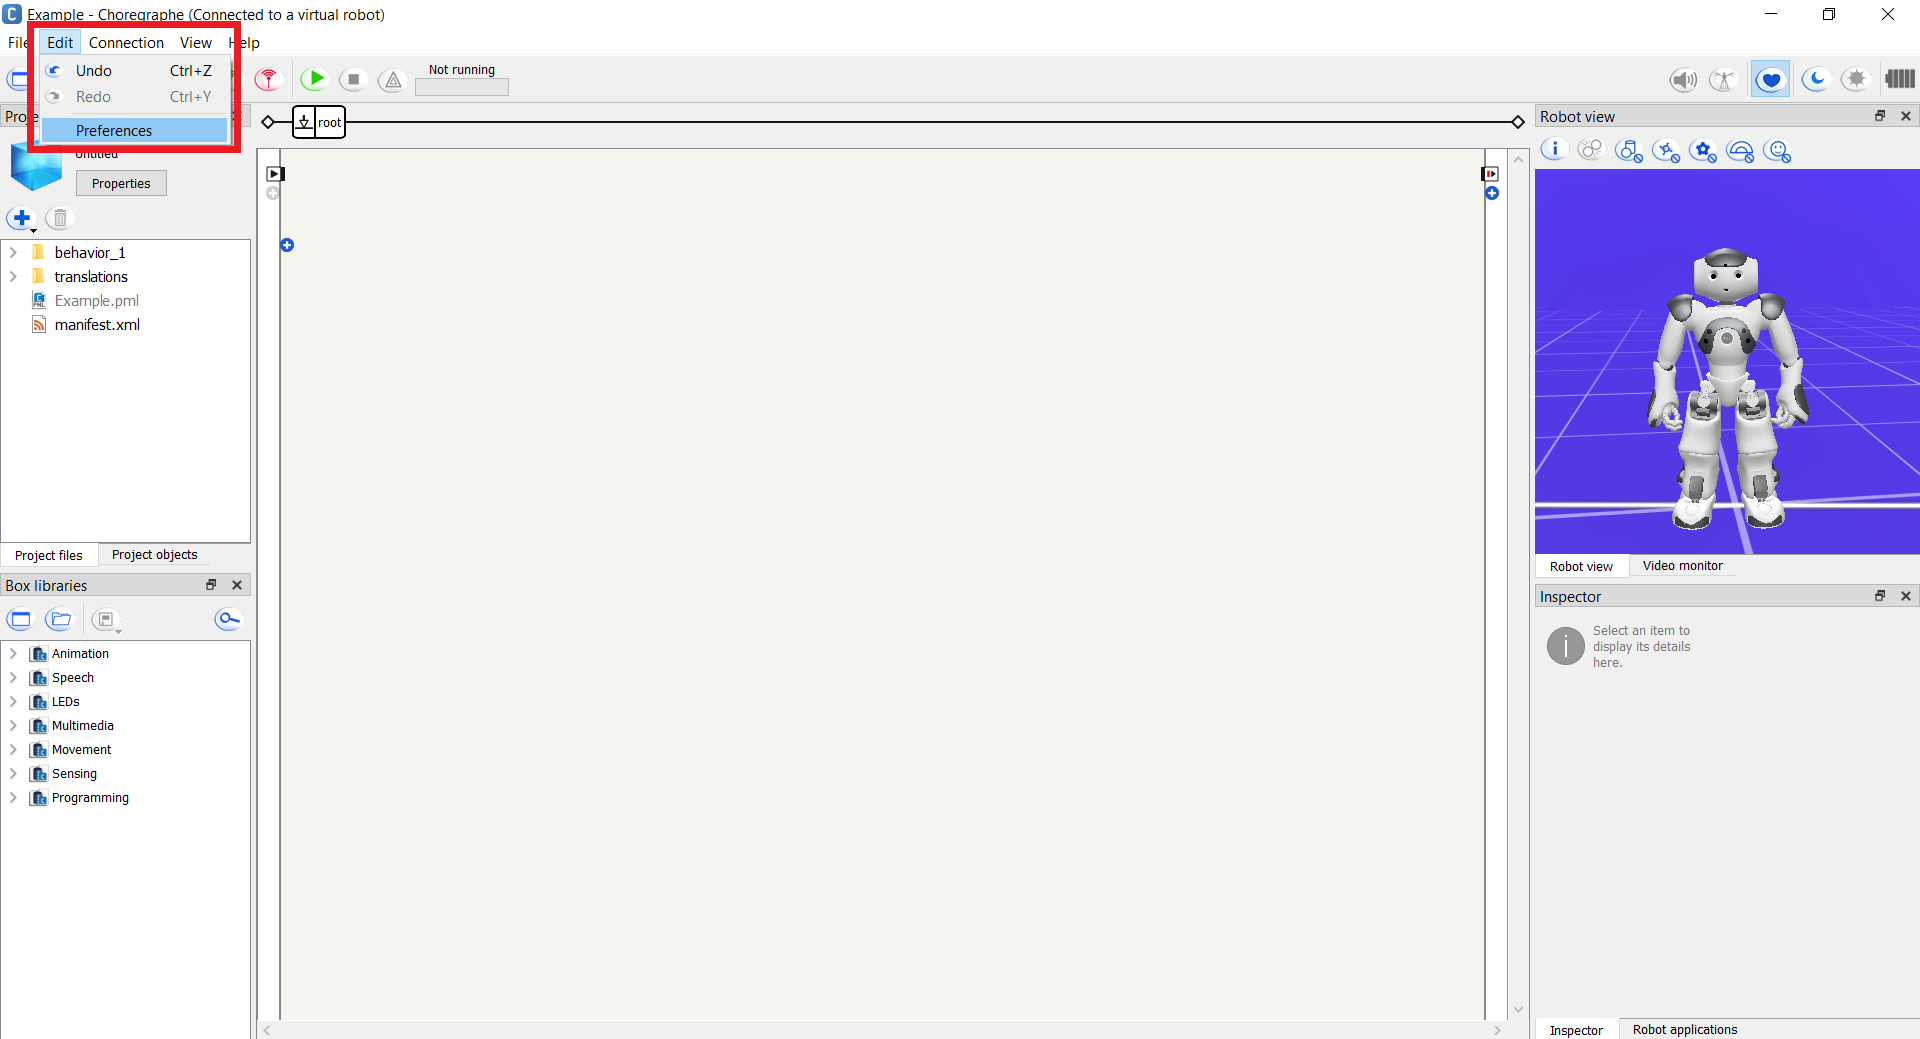 Example - Choregraphe (Connected to a virtual robot)
File Edit Connection View Help
Undo Ctrl+Z
Redo Ctrl+Y
Preferences
Not running
root
Untitled
Properties
behavior_1
translations
Example.pml
manifest.xml
Project files Project objects
Box libraries
Animation
Speech
LEDs
Multimedia
Movement
Sensing
Programming
Robot view
Robot view Video monitor
Inspector
Select an item to
display its details
here.
Inspector Robot applications